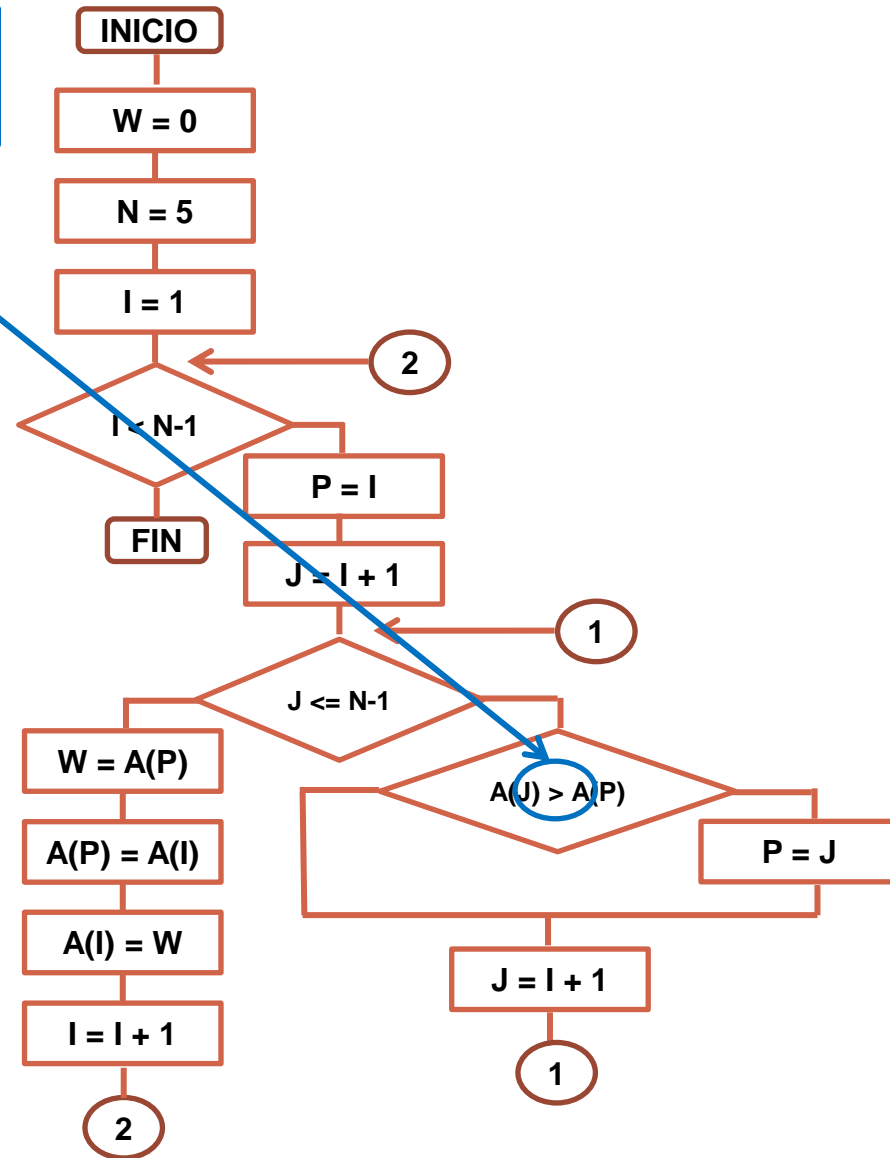 INICIO
W = 0
N = 5
I = 1
2
I < N-1
P = I
FIN
J = I + 1
1
J <= N-1
W = A(P)
A(J) > A(P)
A(P) = A(I)
P = J
A(I) = W
J = I + 1
I = I + 1
1
2